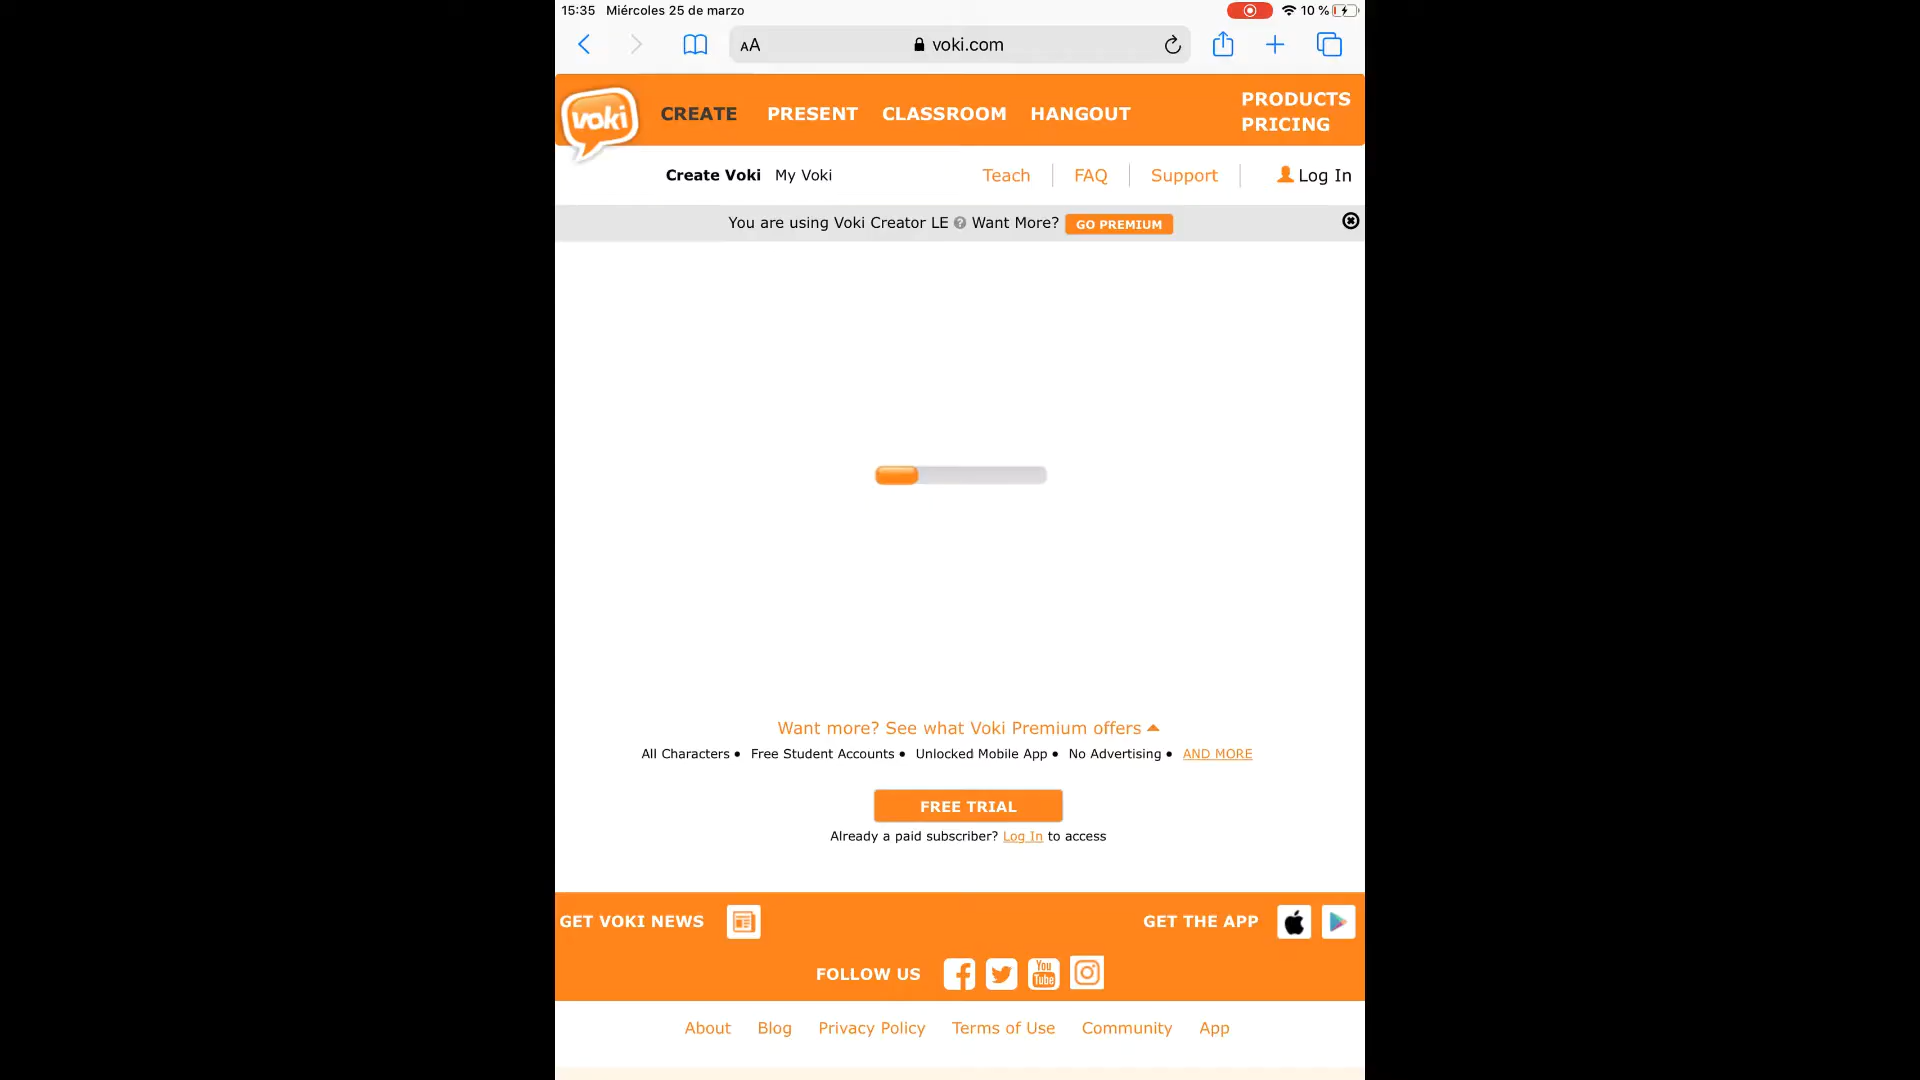 15:35 Miércoles 25 de marzo 10 %
AA voki.com
voki CREATE PRESENT CLASSROOM HANGOUT PRODUCTS
PRICING
Create Voki My Voki Teach FAQ Support Log In
You are using Voki Creator LE ? Want More? GO PREMIUM
Want more? See what Voki Premium offers
All Characters • Free Student Accounts • Unlocked Mobile App • No Advertising • AND MORE
FREE TRIAL
Already a paid subscriber? Log In to access
GET VOKI NEWS GET THE APP
FOLLOW US You Tube
About Blog Privacy Policy Terms of Use Community App